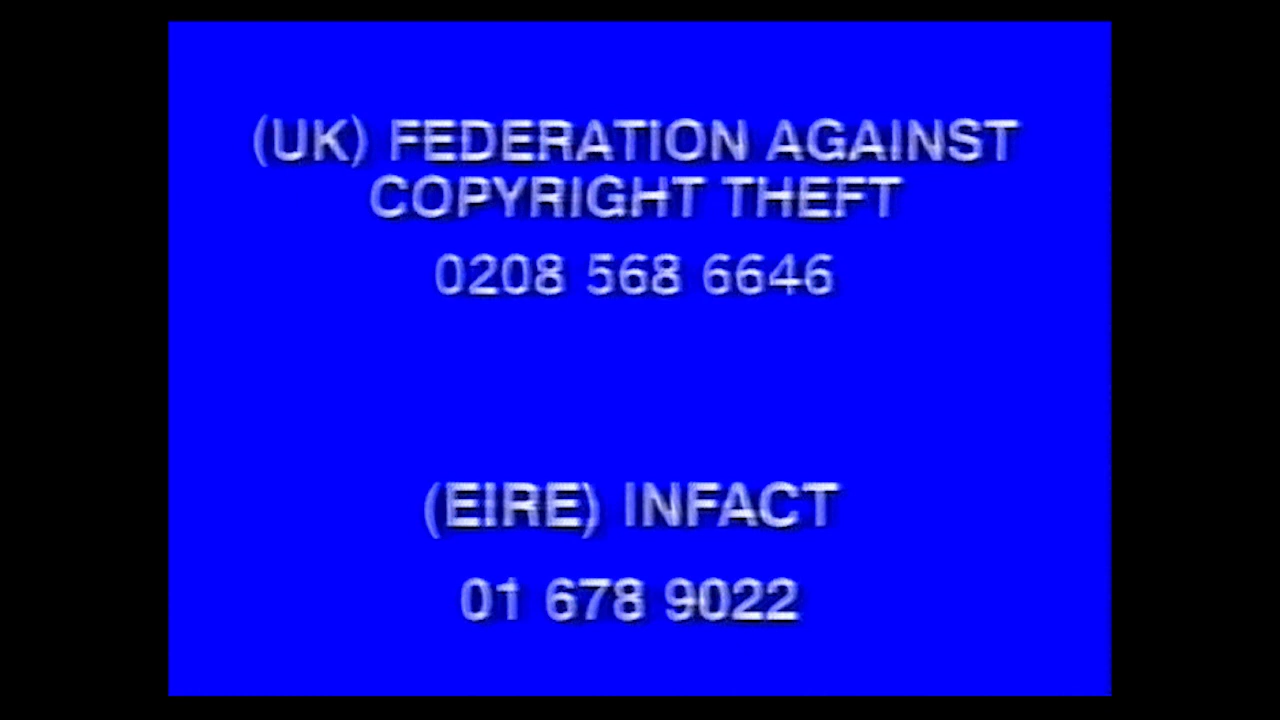 (UK) FEDERATION AGAINST
COPYRIGHT THEFT
0208 568 6646
(EIRE) INFACT
01 678 9022